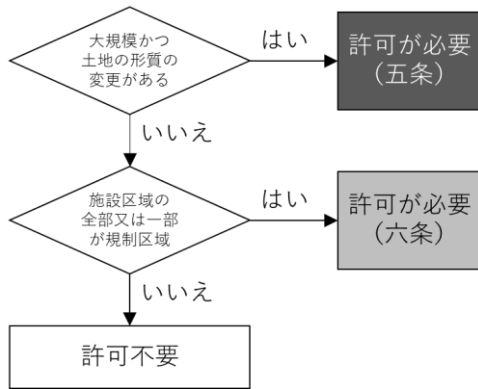 大規模かつ
土地の形質の
変更がある
はい
許可が必要
(五条)
いいえ
施設区域の
全部又は一部
が規制区域
はい
許可が必要
(六条)
いいえ
許可不要